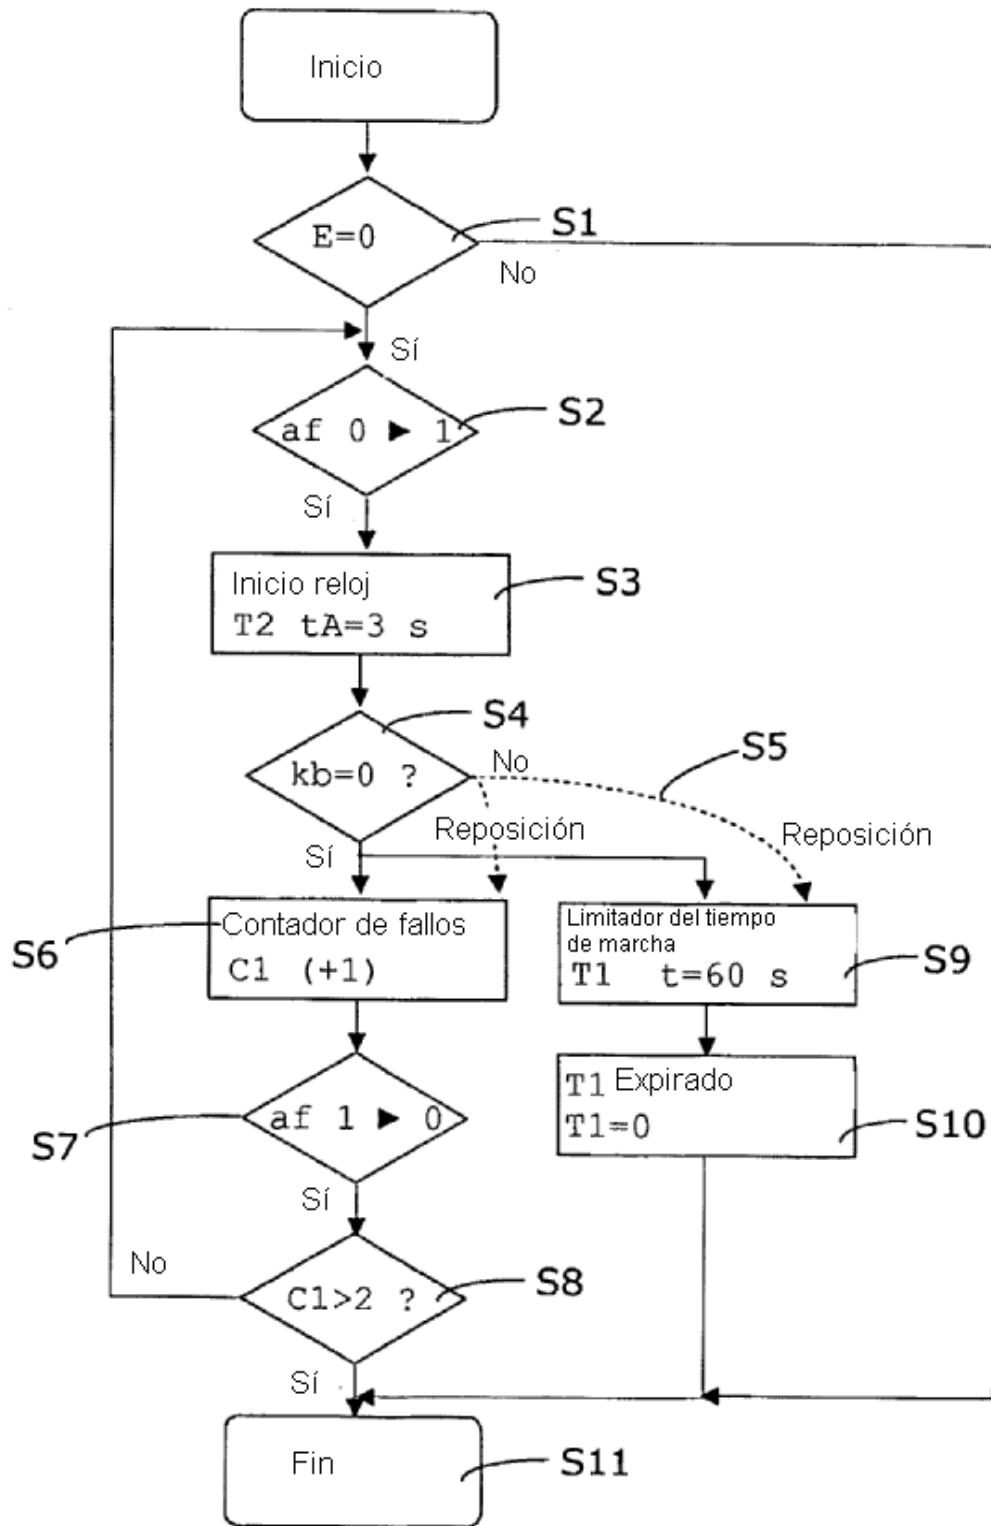 Inicio
E=0
S1
No
Sí
af 0 ► 1
S2
Sí
Inicio reloj
T2 tA=3 s
S3
S4
kb=0 ?
No
S5
Reposición
Reposición
Sí
Contador de fallos
C1 (+1)
S6
Limitador del tiempo
de marcha
T1 t=60 s
S9
af 1 ► 0
S7
T1 Expirado
T1=0
S10
Sí
No
C1>2 ?
S8
Sí
Fin
S11